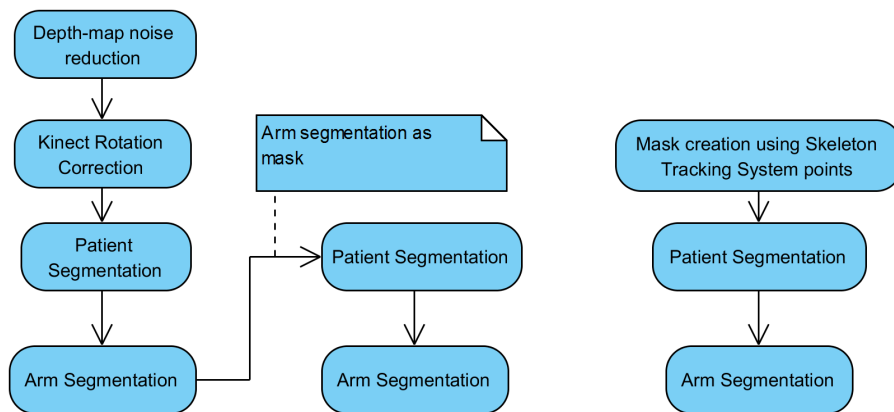 Depth-map noise
reduction
Kinect Rotation
Correction
Patient
Segmentation
Arm Segmentation
Arm segmentation as
mask
Patient Segmentation
Arm Segmentation
Mask creation using Skeleton
Tracking System points
Patient Segmentation
Arm Segmentation